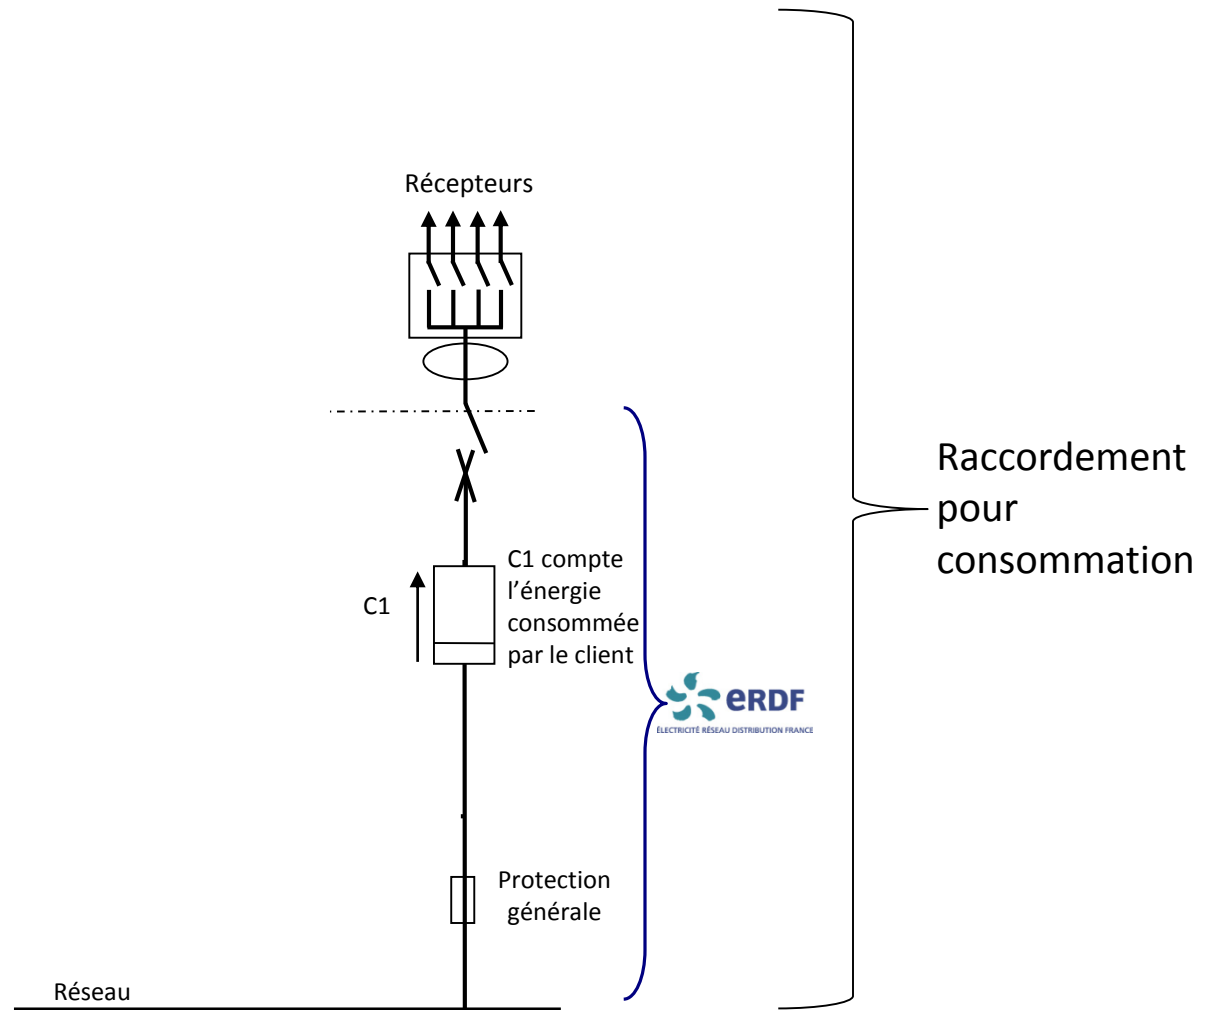 Récepteurs
Raccordement
pour
consommation
C1 compte
l’énergie
consommée
par le client
C1
eRDF
ÉLECTRICITÉ RÉSEAU DISTRIBUTION FRANCE
Protection
générale
Réseau